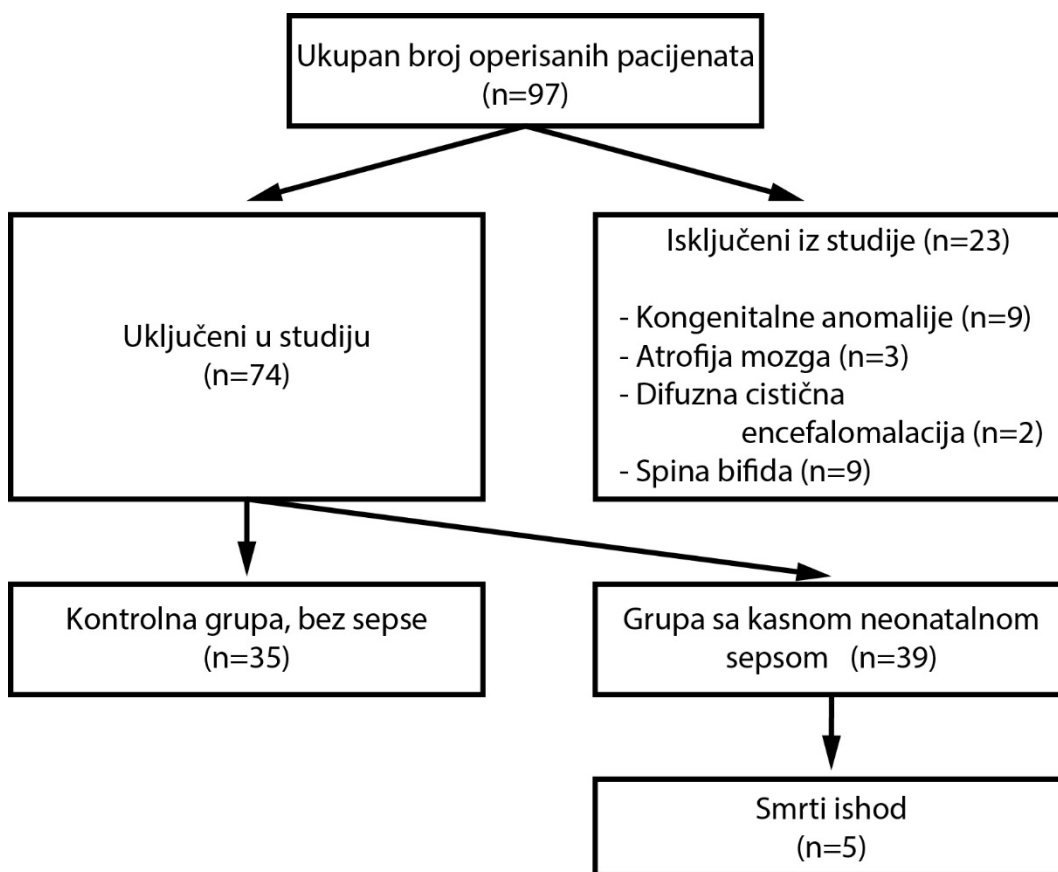 Ukupan broj operisanih pacijenata
(n=97)
Uključeni u studiju
(n=74)
Isključeni iz studije (n=23)
- Kongenitalne anomalije (n=9)
- Atrofija mozga (n=3)
- Difuzna cistična
encefalomalacija (n=2)
- Spina bifida (n=9)
Kontrolna grupa, bez sepse
(n=35)
Grupa sa kasnom neonatalnom
sepsom (n=39)
Smrti ishod
(n=5)